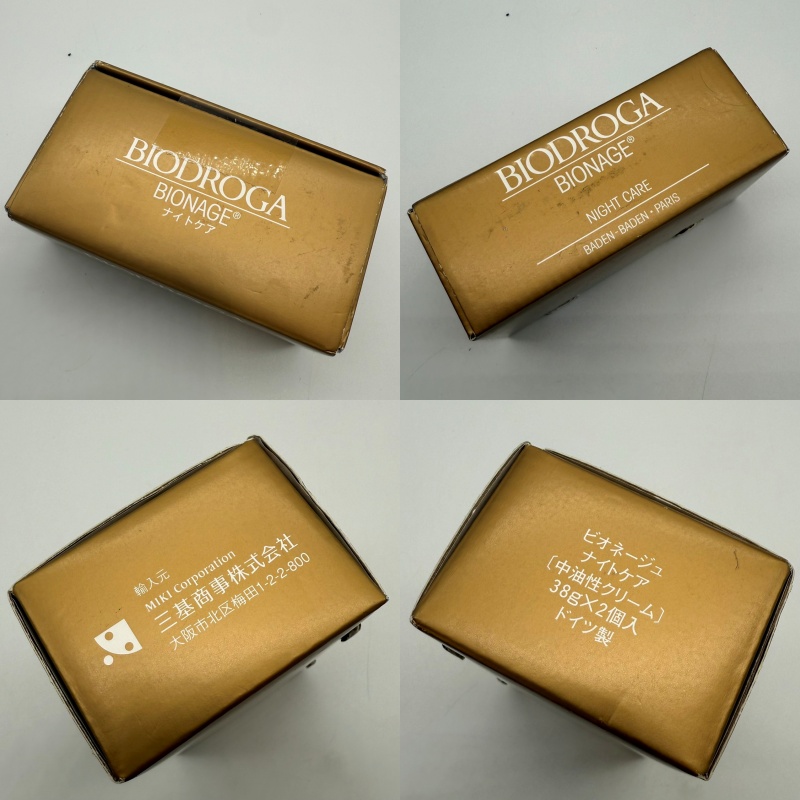 BIODROGA
BIONAGE®
ナイトケア
BIODROGA
BIONAGE®
NIGHT CARE
BADEN-BADEN・PARIS
輸入元
MIKI Corporation
三基商事株式会社
大阪市北区梅田1-2-2-800
ビオネージュ
ナイトケア
〔中油性クリーム〕
38g×2個入
ドイツ製